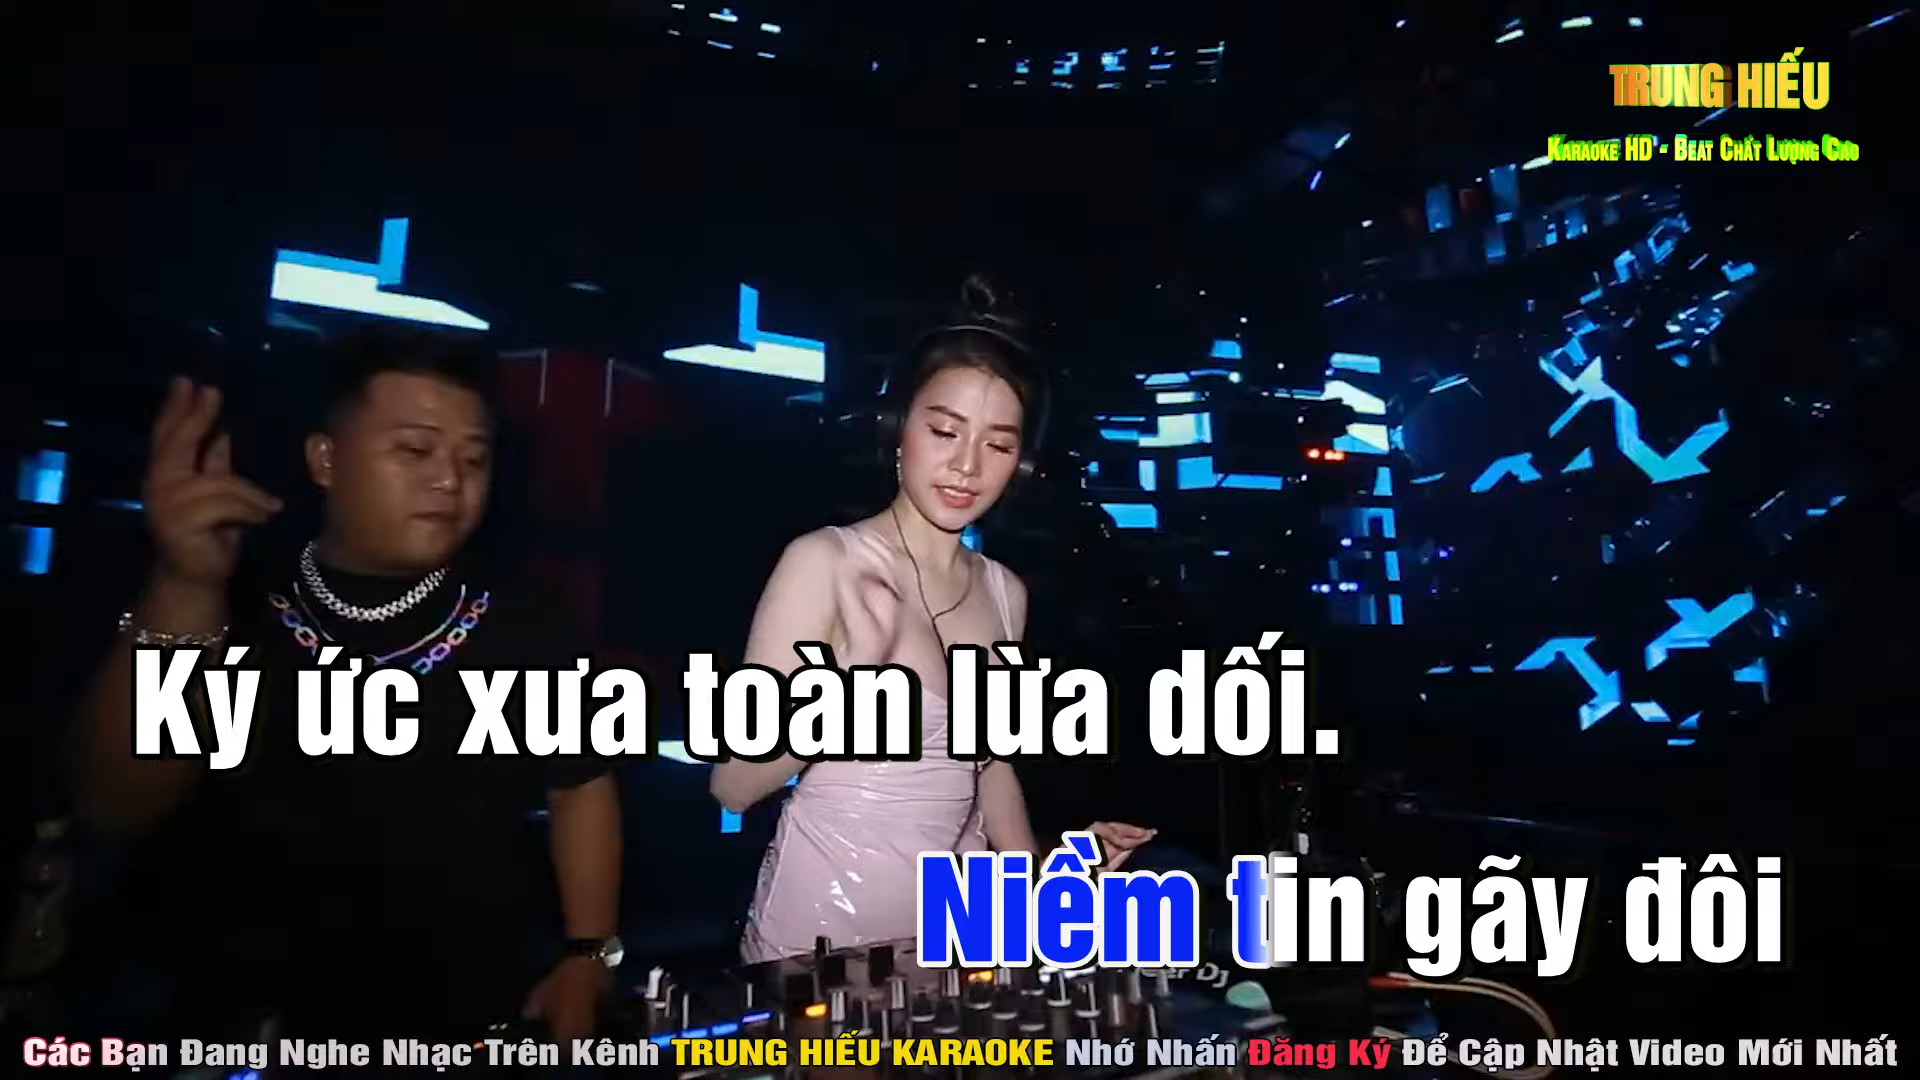 TRUNG HIẾU
KARAOKE HD - BEAT CHẤT LƯỢNG CAO
Ký ức xưa toàn lừa dối.
Niềm tin gãy đôi
DJ
Các Bạn Đang Nghe Nhạc Trên Kênh TRUNG HIẾU KARAOKE Nhớ Nhấn Đăng Ký Để Cập Nhật Video Mới Nhất